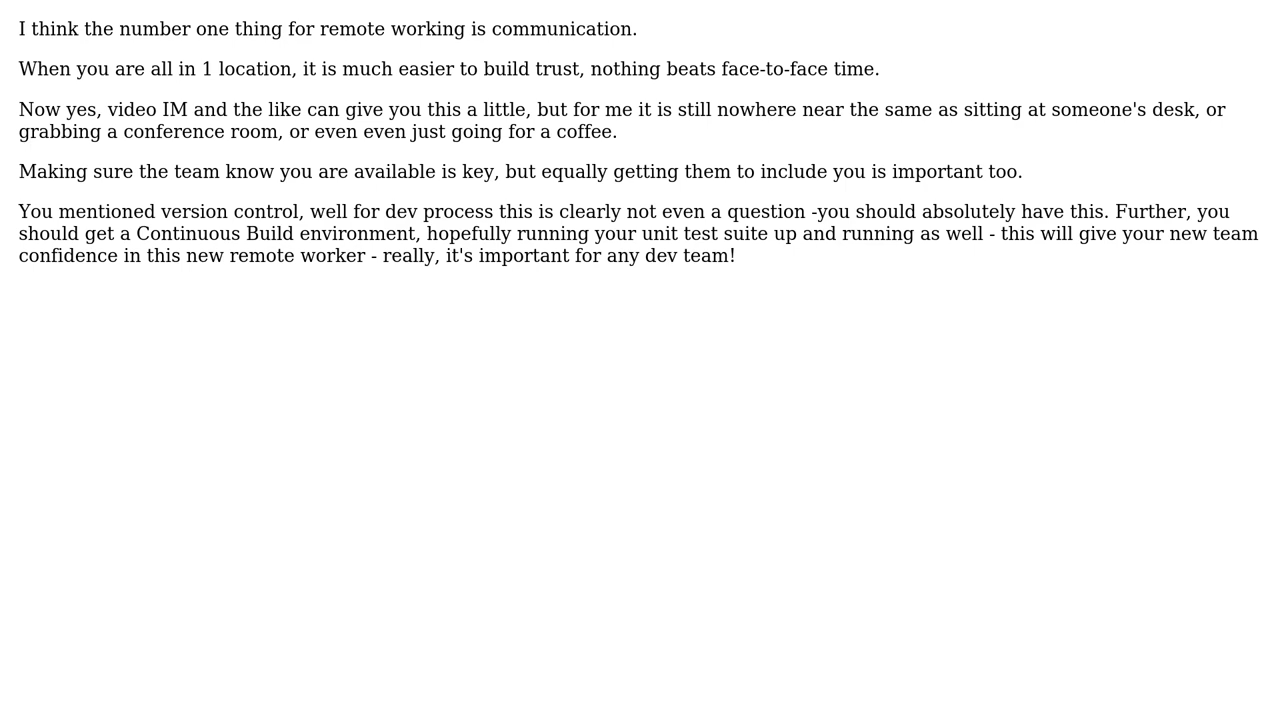 I think the number one thing for remote working is communication.
When you are all in 1 location, it is much easier to build trust, nothing beats face-to-face time.
Now yes, video IM and the like can give you this a little, but for me it is still nowhere near the same as sitting at someone's desk, or
grabbing a conference room, or even even just going for a coffee.
Making sure the team know you are available is key, but equally getting them to include you is important too.
You mentioned version control, well for dev process this is clearly not even a question -you should absolutely have this. Further, you
should get a Continuous Build environment, hopefully running your unit test suite up and running as well - this will give your new team
confidence in this new remote worker - really, it's important for any dev team!